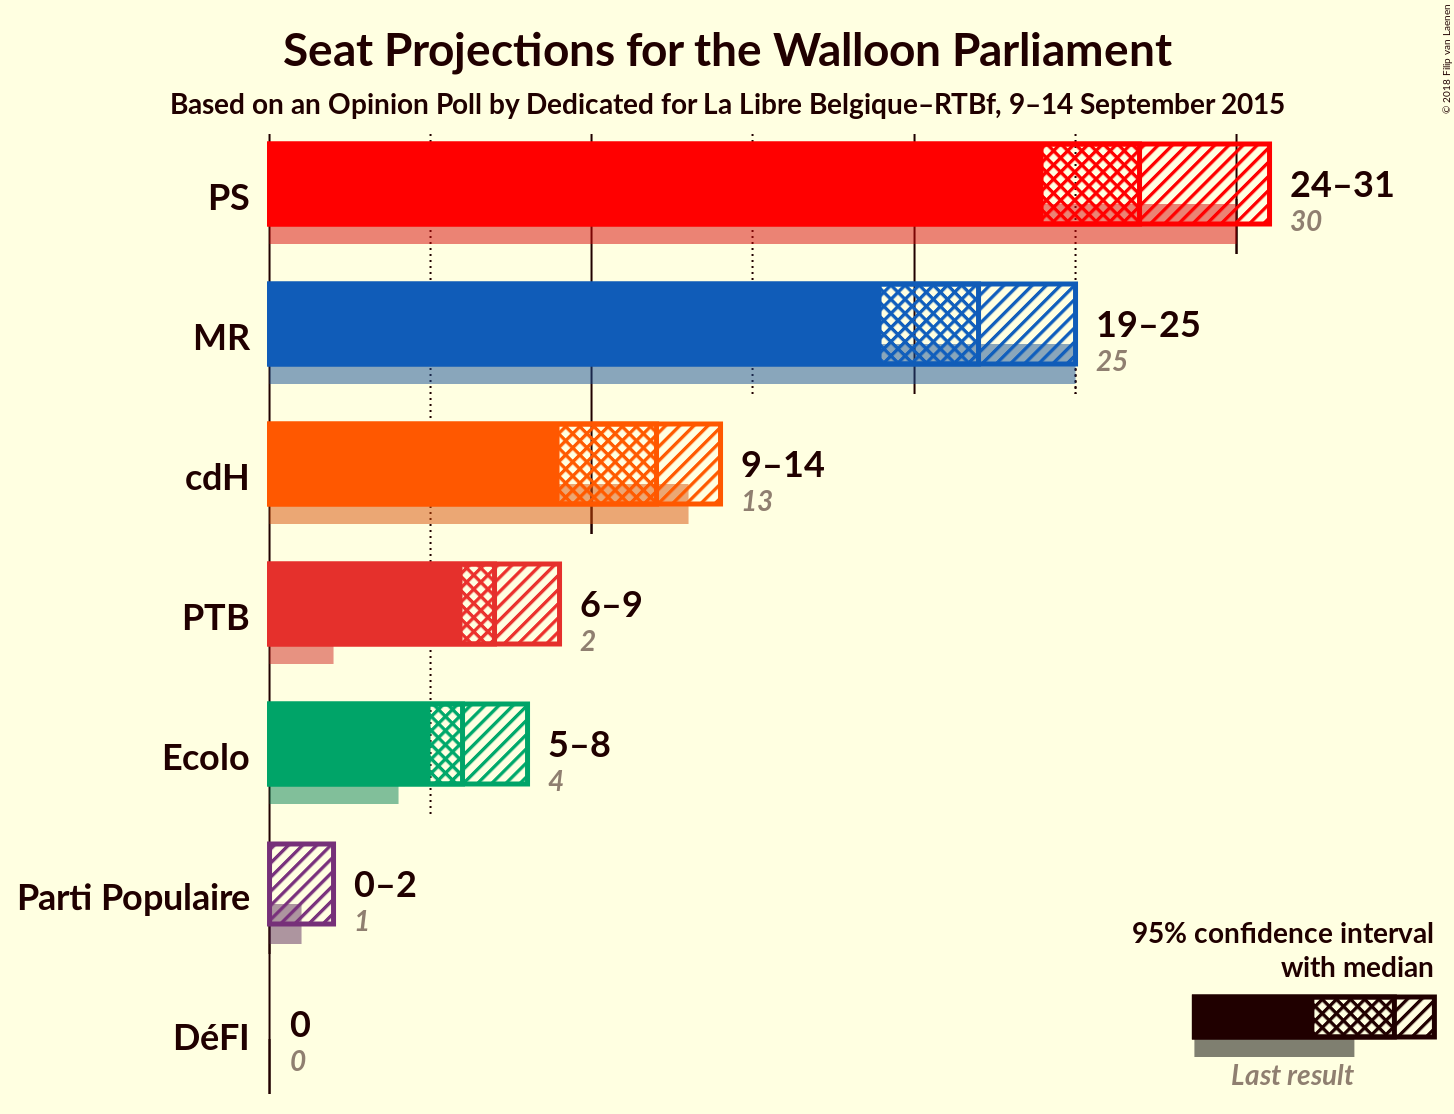 Seat Projections for the Walloon Parliament
Based on an Opinion Poll by Dedicated for La Libre Belgique–RTBf, 9–14 September 2015
© 2018 Filip van Laenen
PS
24–31
30
MR
19–25
25
cdH
9–14
13
PTB
6–9
2
Ecolo
5–8
4
Parti Populaire
0–2
1
DéFI
0
0
95% confidence interval
with median
Last result